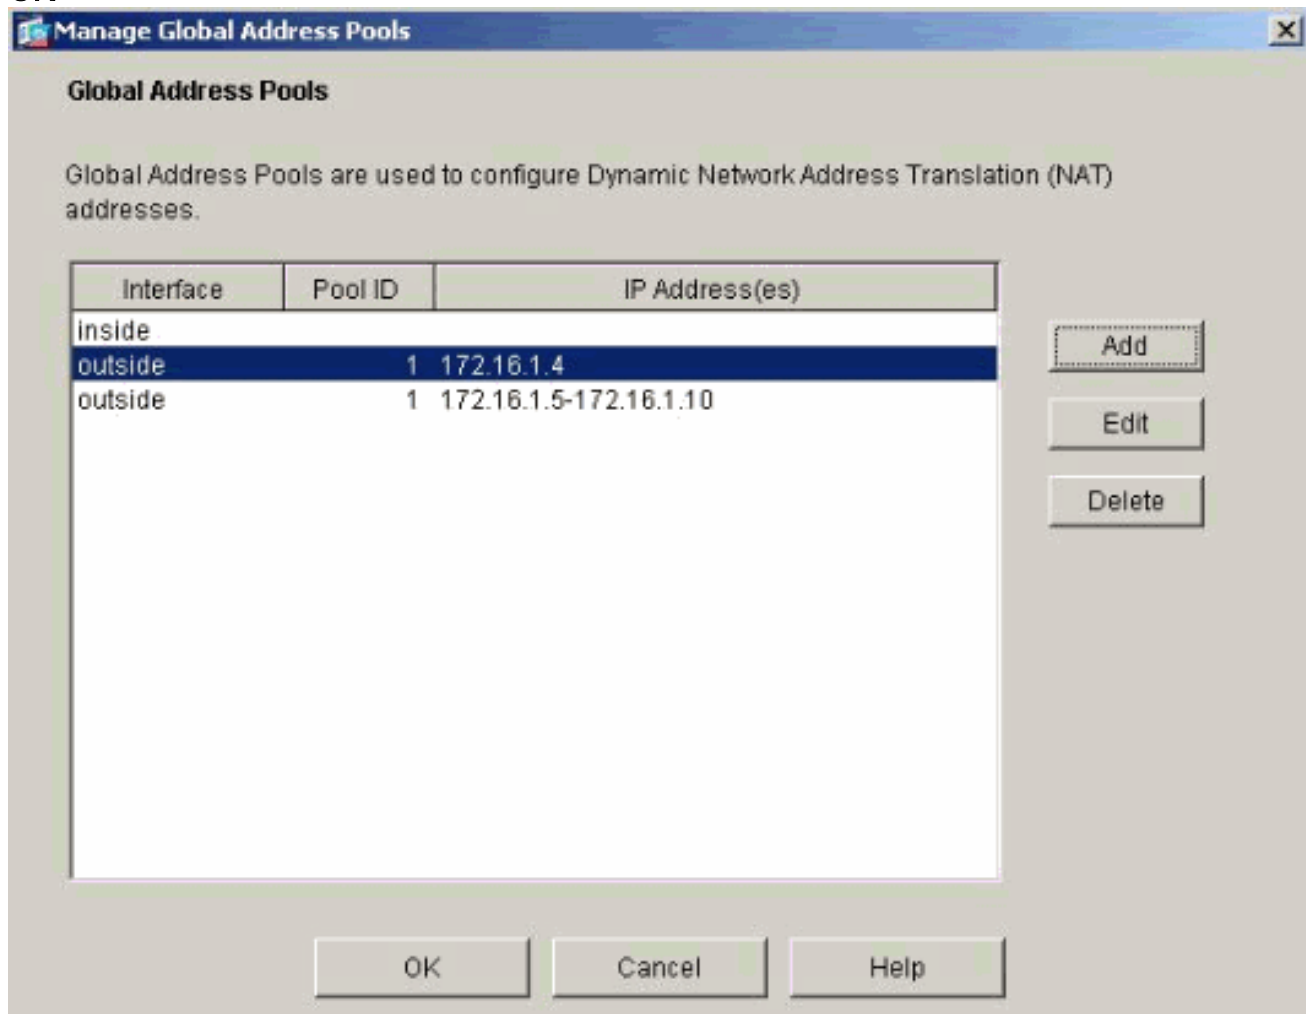 Manage Global Address Pools
Global Address Pools
Global Address Pools are used to configure Dynamic Network Address Translation (NAT)
addresses.
Interface Pool ID IP Address(es)
inside
outside 1 172.16.1.4
outside 1 172.16.1.5-172.16.1.10
Add
Edit
Delete
OK Cancel Help